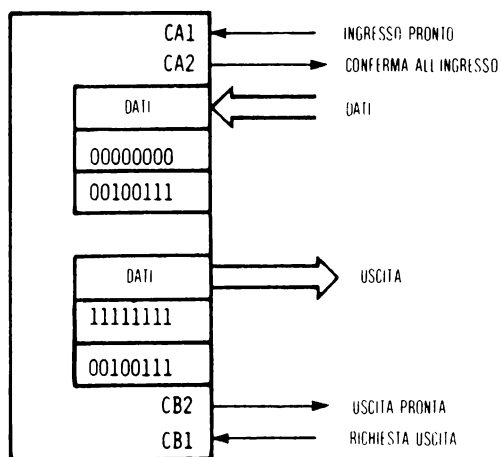 CA1 INGRESSO PRONTO
CA2 CONFERMA ALL INGRESSO
DATI DATI
00000000
00100111
DATI USCITA
11111111
00100111
CB2 USCITA PRONTA
CB1 RICHIESTA USCITA